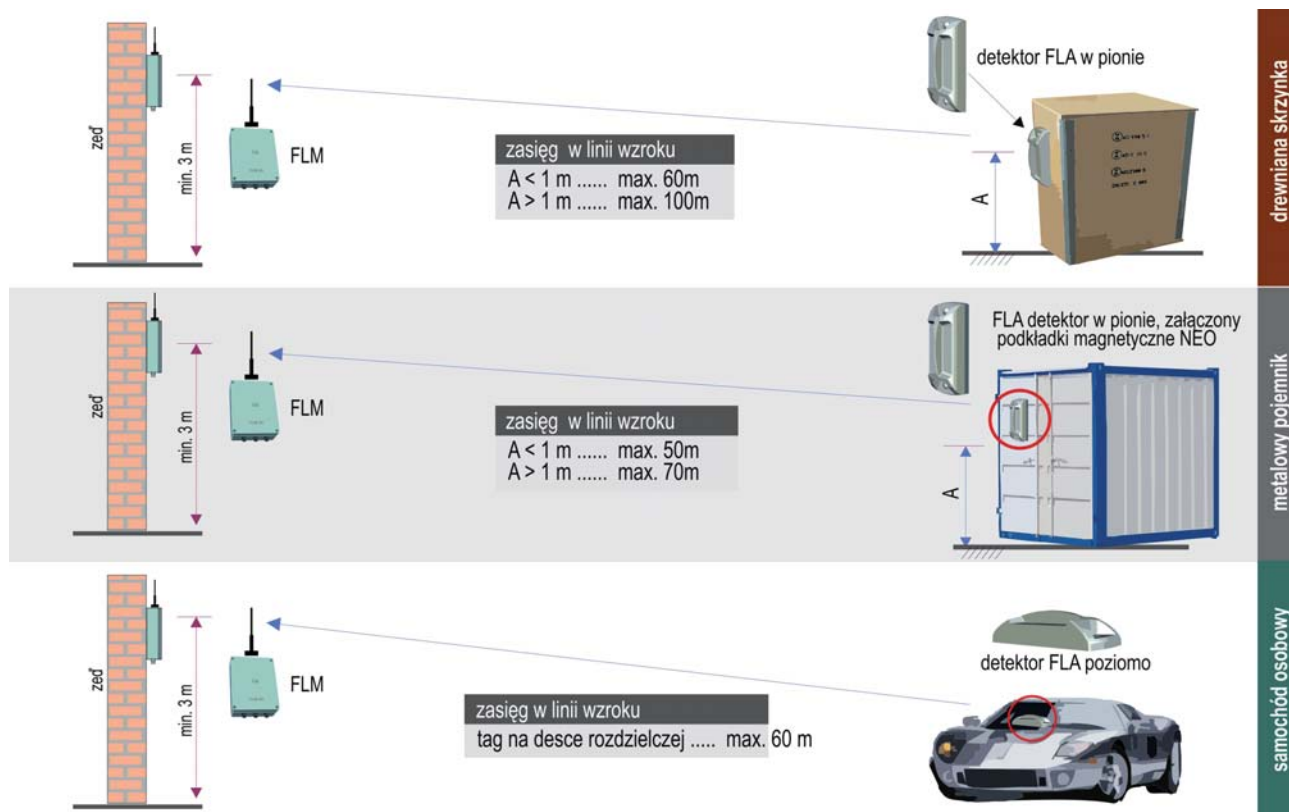 detektor FLA w pionie
zeď
min. 3 m
FLM
zasięg w linii wzroku
A < 1 m ...... max. 60m
A > 1 m ...... max. 100m
A
drewniana skrzynka
FLA detektor w pionie, załączony
podkładki magnetyczne NEO
zeď
min. 3 m
FLM
zasięg w linii wzroku
A < 1 m ...... max. 50m
A > 1 m ...... max. 70m
A
metalowy pojemnik
zeď
min. 3 m
FLM
detektor FLA poziomo
zasięg w linii wzroku
tag na desce rozdzielczej ..... max. 60 m
samochód osobowy